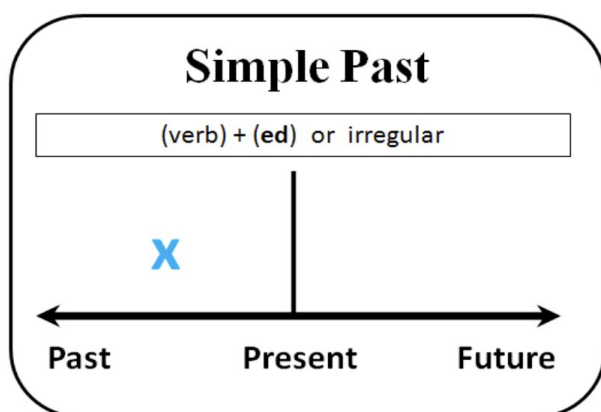 Simple Past
(verb) + (ed) or irregular
X
Past Present Future